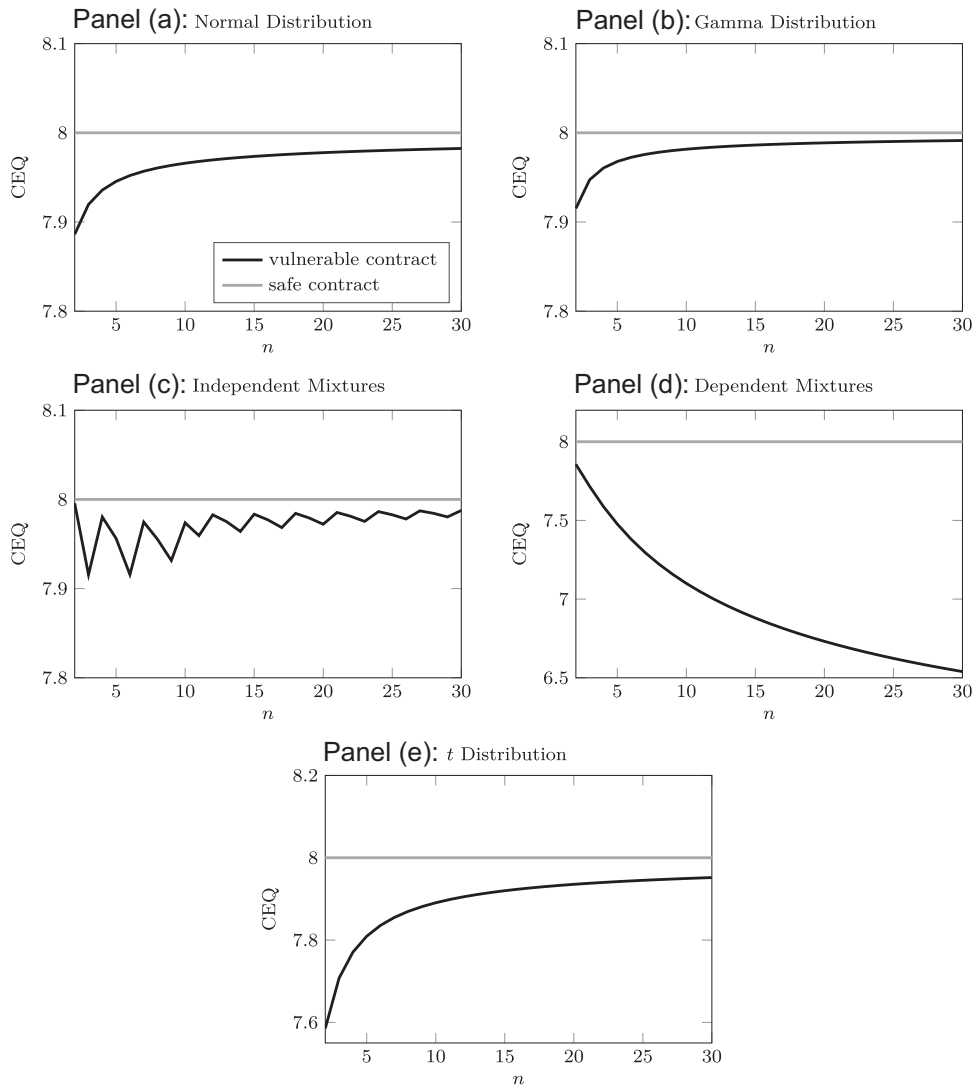 Panel (a): Normal Distribution
8.1
8
7.9
7.8
CEQ
vulnerable contract
safe contract
5 10 15 20 25 30
n
Panel (b): Gamma Distribution
8.1
8
7.9
7.8
CEQ
5 10 15 20 25 30
n
Panel (c): Independent Mixtures
8.1
8
7.9
7.8
CEQ
5 10 15 20 25 30
n
Panel (d): Dependent Mixtures
8
7.5
7
6.5
CEQ
5 10 15 20 25 30
n
Panel (e): t Distribution
8.2
8
7.8
7.6
CEQ
5 10 15 20 25 30
n